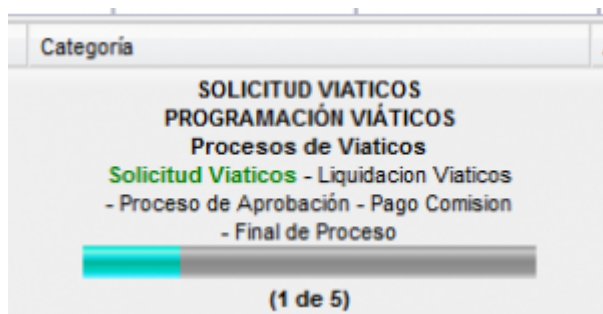 Categoría
SOLICITUD VIATICOS
PROGRAMACIÓN VIÁTICOS
Procesos de Viaticos
Solicitud Viaticos - Liquidacion Viaticos
- Proceso de Aprobación - Pago Comision
- Final de Proceso
(1 de 5)